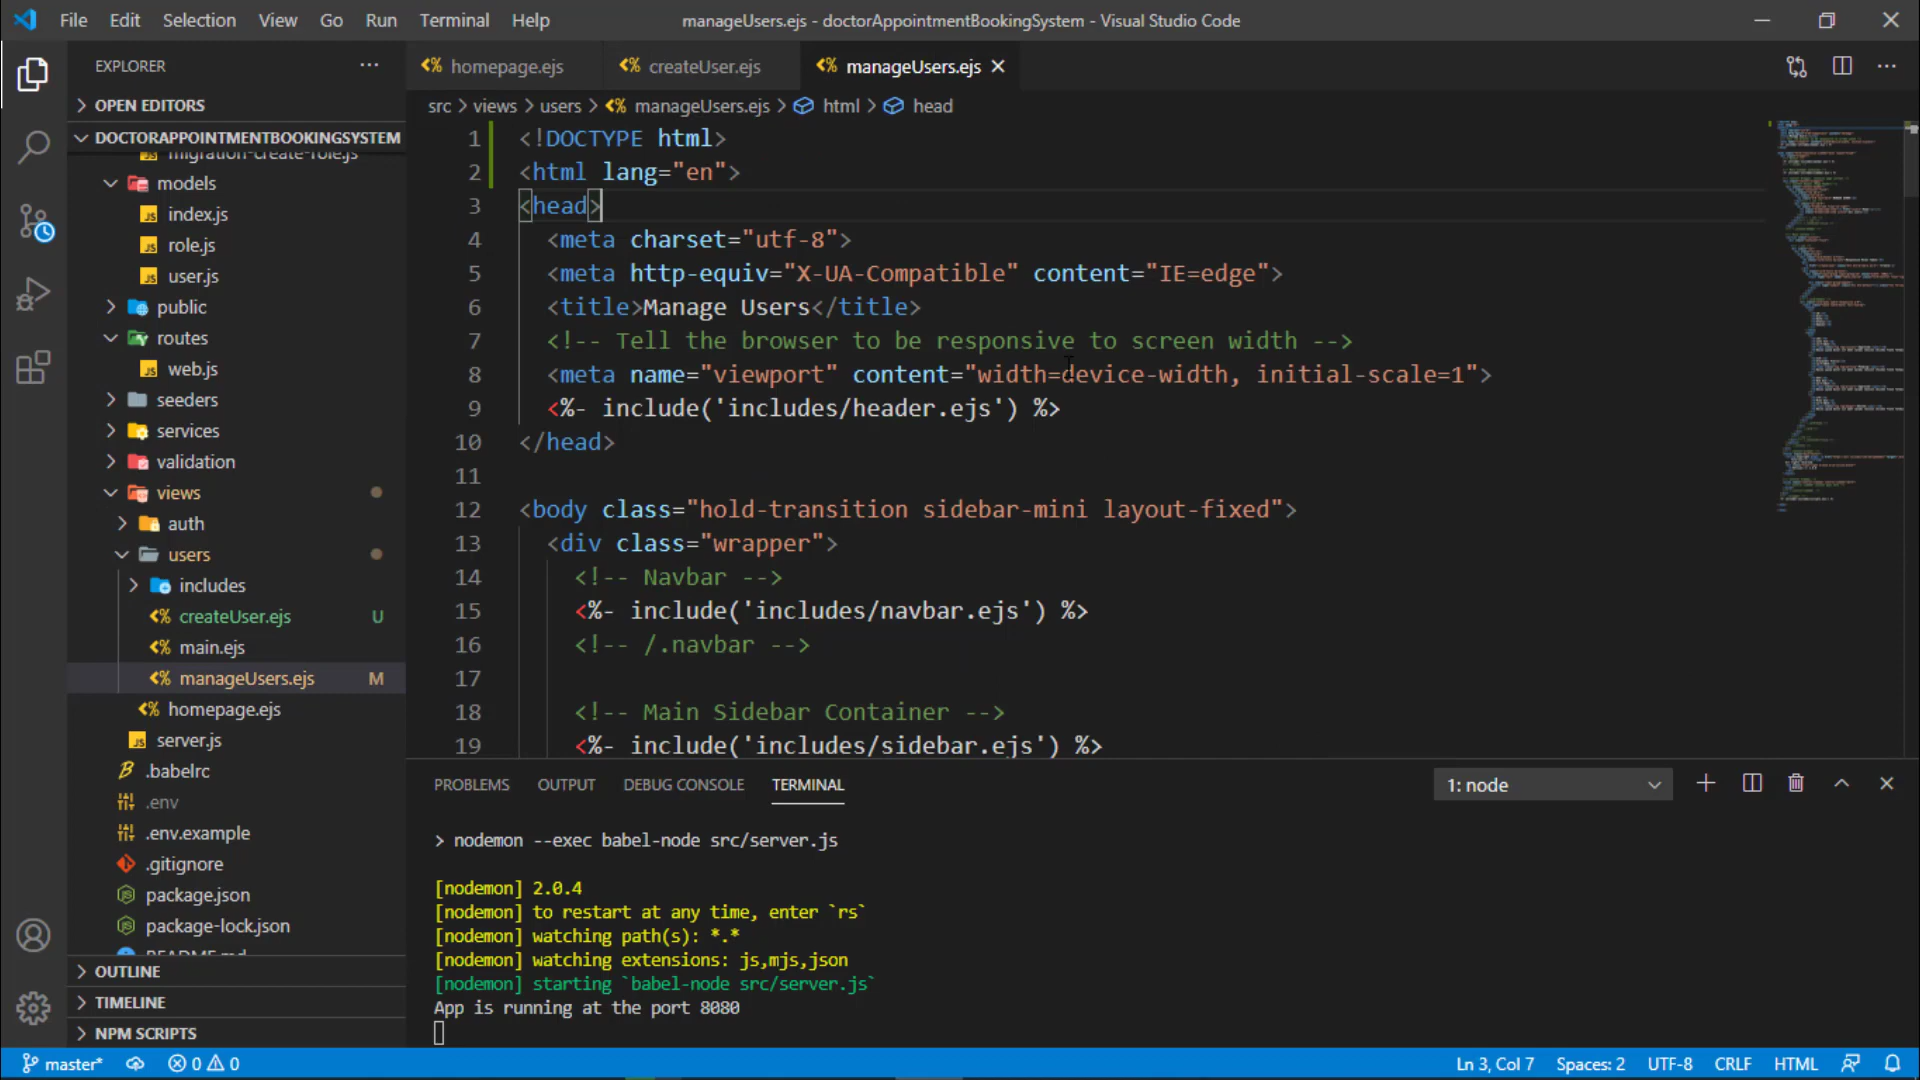 File Edit Selection View Go Run Terminal Help
manageUsers.ejs - doctorAppointmentBookingSystem - Visual Studio Code
EXPLORER
OPEN EDITORS
DOCTORAPPOINTMENTBOOKINGSYSTEM
migration-create-role.js
models
index.js
role.js
user.js
public
routes
web.js
seeders
services
validation
views
auth
users
includes
createUser.ejs U
main.ejs
manageUsers.ejs M
homepage.ejs
server.js
.babelrc
.env
.env.example
.gitignore
package.json
package-lock.json
README.md
OUTLINE
TIMELINE
NPM SCRIPTS
homepage.ejs createUser.ejs manageUsers.ejs
src > views > users > manageUsers.ejs > html > head
1 <!DOCTYPE html>
2 <html lang="en">
3 <head>
4 <meta charset="utf-8">
5 <meta http-equiv="X-UA-Compatible" content="IE=edge">
6 <title>Manage Users</title>
7 <!-- Tell the browser to be responsive to screen width -->
8 <meta name="viewport" content="width=device-width, initial-scale=1">
9 <%- include('includes/header.ejs') %>
10 </head>
11
12 <body class="hold-transition sidebar-mini layout-fixed">
13 <div class="wrapper">
14 <!-- Navbar -->
15 <%- include('includes/navbar.ejs') %>
16 <!-- /.navbar -->
17
18 <!-- Main Sidebar Container -->
19 <%- include('includes/sidebar.ejs') %>
PROBLEMS OUTPUT DEBUG CONSOLE TERMINAL
1: node
> nodemon --exec babel-node src/server.js
[nodemon] 2.0.4
[nodemon] to restart at any time, enter `rs`
[nodemon] watching path(s): *.*
[nodemon] watching extensions: js,mjs,json
[nodemon] starting `babel-node src/server.js`
App is running at the port 8080
master* 0 0
Ln 3, Col 7 Spaces: 2 UTF-8 CRLF HTML